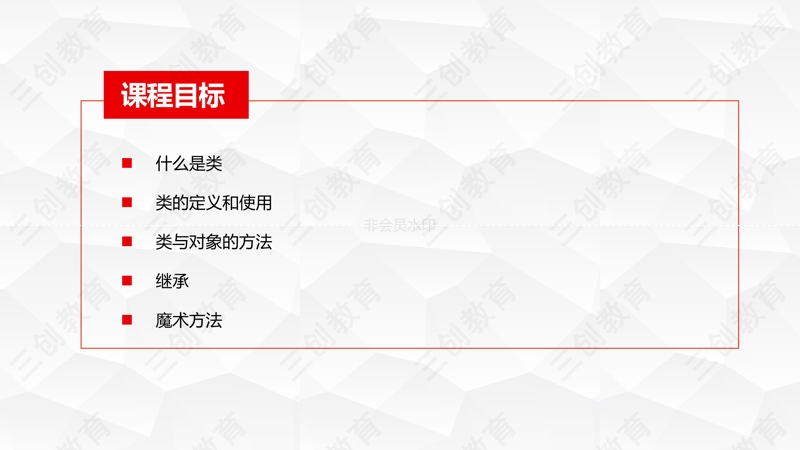 课程目标
什么是类
类的定义和使用
类与对象的方法
继承
魔术方法
非会员水印
三创教育